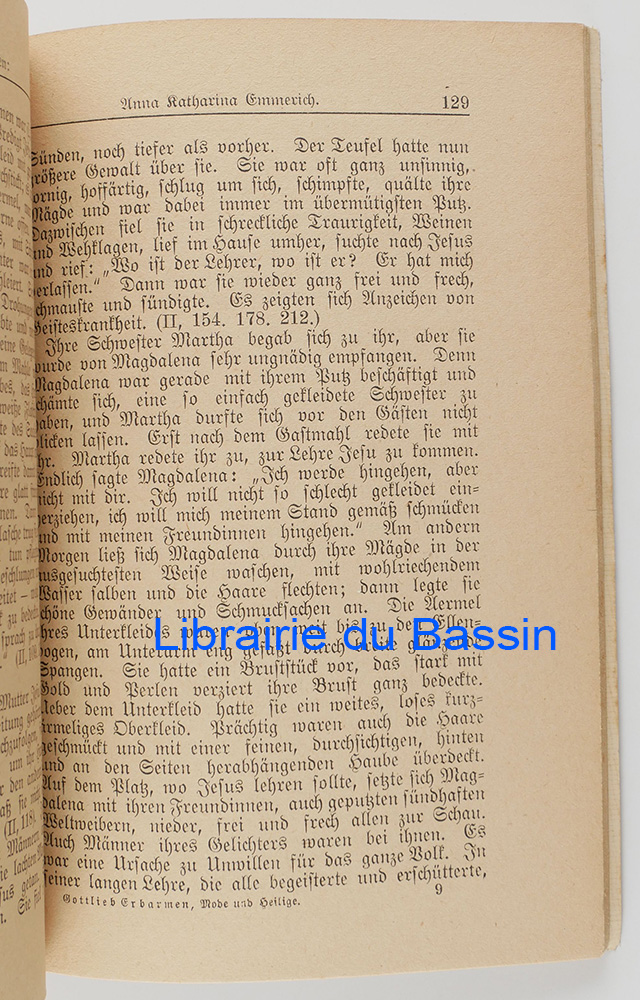 Anna Katharina Emmerich. 129
Sünden, noch tiefer als vorher. Der Teufel hatte nun
größere Gewalt über sie. Sie war oft ganz unsinnig,
zornig, hoffärtig, schlug um sich, schimpfte, quälte ihre
Mägde und war dabei immer im übermütigsten Putz.
Dazwischen fiel sie in schreckliche Traurigkeit, Weinen
und Wehklagen, lief im Hause umher, suchte nach Jesus
und rief: „Wo ist der Lehrer, wo ist er? Er hat mich
verlassen.“ Dann war sie wieder ganz frei und frech,
schmauste und sündigte. Es zeigten sich Anzeichen von
Geisteskrankheit. (II, 154. 178. 212.)
Ihre Schwester Martha begab sich zu ihr, aber sie
wurde von Magdalena sehr ungnädig empfangen. Denn
Magdalena war gerade mit ihrem Putz beschäftigt und
schämte sich, eine so einfach gekleidete Schwester zu
haben, und Martha durfte sich vor den Gästen nicht
blicken lassen. Erst nach dem Gastmahl redete sie mit
ihr. Martha redete ihr zu, zur Lehre Jesu zu kommen.
Endlich sagte Magdalena: „Ich werde hingehen, aber
nicht mit dir. Ich will nicht so schlecht gekleidet ein-
herziehen, ich will mich meinem Stand gemäß schmücken
und mit meinen Freundinnen hingehen.“ Am andern
Morgen ließ sich Magdalena durch ihre Mägde in der
ausgesuchtesten Weise waschen, mit wohlriechendem
Wasser salben und die Haare flechten; dann legte sie
schöne Gewänder und Schmucksachen an. Die Aermel
ihres Unterkleides waren weit bis zu den Ellen-
bogen, am Unterarm eng gefaßt durch breite glänzende
Spangen. Sie hatte ein Bruststück vor, das stark mit
Gold und Perlen verziert ihre Brust ganz bedeckte.
Ueber dem Unterkleid hatte sie ein weites, loses kurz-
ärmeliges Oberkleid. Prächtig waren auch die Haare
geschmückt und mit einer feinen, durchsichtigen, hinten
und an den Seiten herabhängenden Haube überdeckt.
Auf dem Platz, wo Jesus lehren sollte, setzte sich Mag-
dalena mit ihren Freundinnen, auch geputzten sündhaften
Weltweibern, nieder, frei und frech allen zur Schau.
Auch Männer ihres Gelichters waren bei ihnen. Es
war eine Ursache zu Unwillen für das ganze Volk. In
seiner langen Lehre, die alle begeisterte und erschütterte,
Gottlieb Erbarmen, Mode und Heilige. 9
Librairie du Bassin